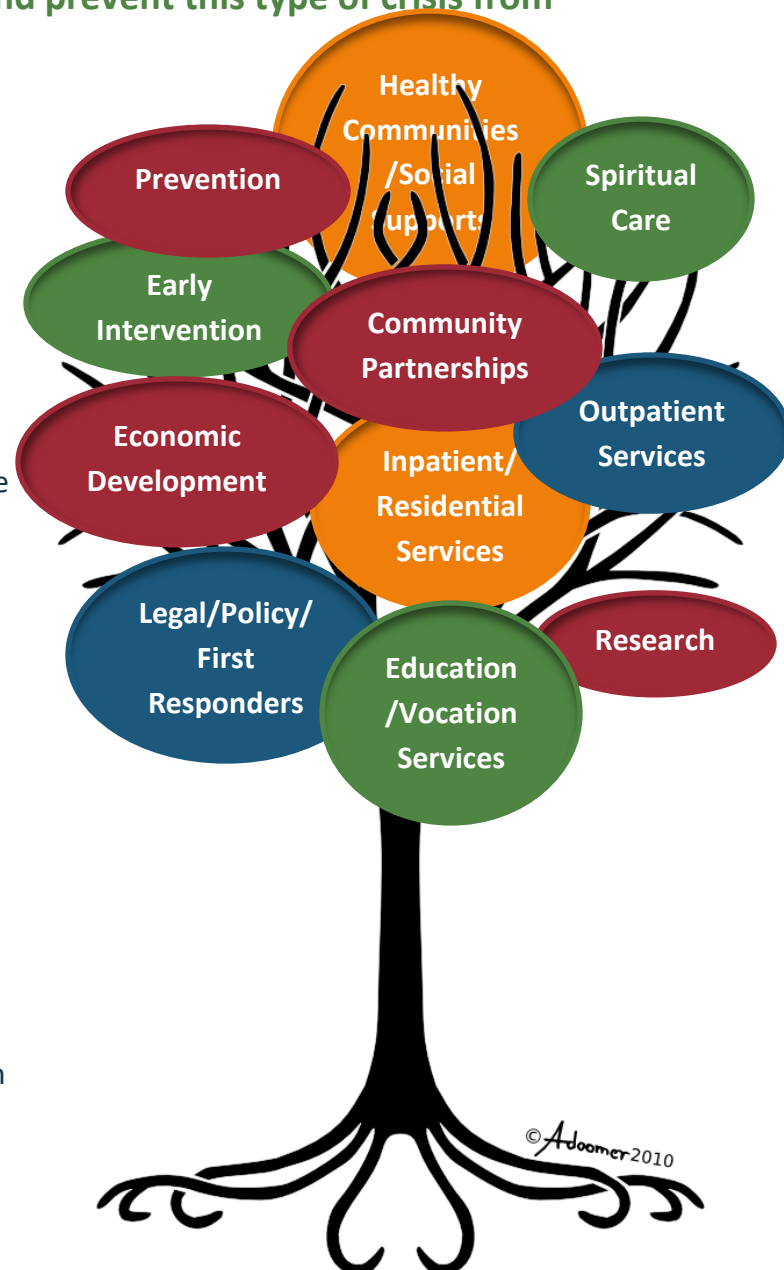 nd prevent this type of crisis from
Healthy
Communities
/Social
Supports
Prevention
Spiritual
Care
Early
Intervention
Community
Partnerships
Outpatient
Services
Economic
Development
Inpatient/
Residential
Services
e
Legal/Policy/
First
Responders
Research
Education
/Vocation
Services
n
©Adoomer2010